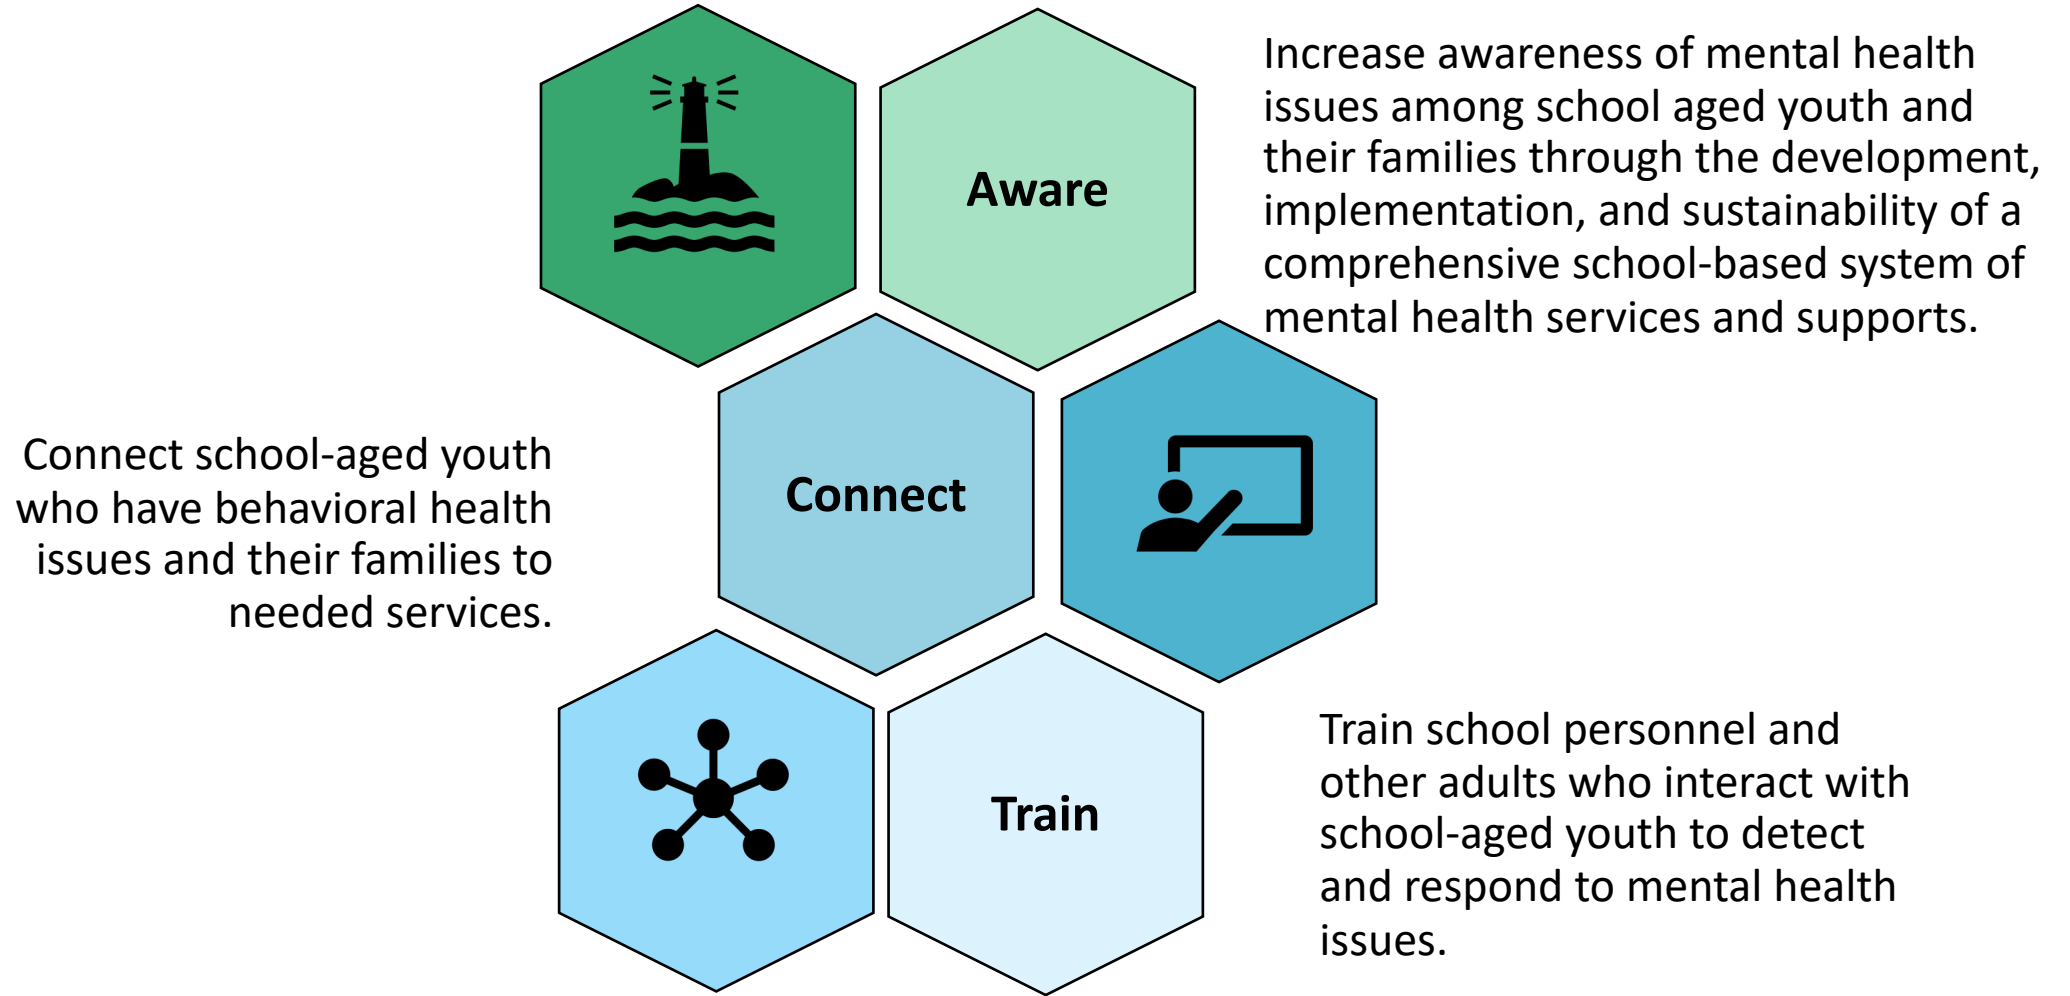 Aware
Increase awareness of mental health
issues among school aged youth and
their families through the development,
implementation, and sustainability of a
comprehensive school-based system of
mental health services and supports.
Connect
Connect school-aged youth
who have behavioral health
issues and their families to
needed services.
Train
Train school personnel and
other adults who interact with
school-aged youth to detect
and respond to mental health
issues.